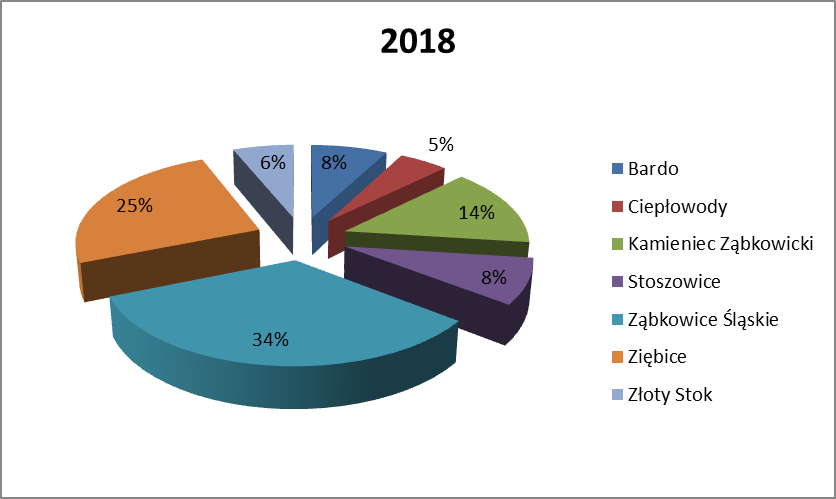 2018
8%
5%
14%
8%
34%
25%
6%
Bardo
Ciepłowody
Kamieniec Ząbkowicki
Stoszowice
Ząbkowice Śląskie
Ziębice
Złoty Stok